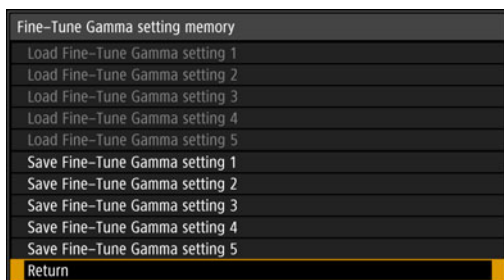 Fine-Tune Gamma setting memory
Load Fine-Tune Gamma setting 1
Load Fine-Tune Gamma setting 2
Load Fine-Tune Gamma setting 3
Load Fine-Tune Gamma setting 4
Load Fine-Tune Gamma setting 5
Save Fine-Tune Gamma setting 1
Save Fine-Tune Gamma setting 2
Save Fine-Tune Gamma setting 3
Save Fine-Tune Gamma setting 4
Save Fine-Tune Gamma setting 5
Return